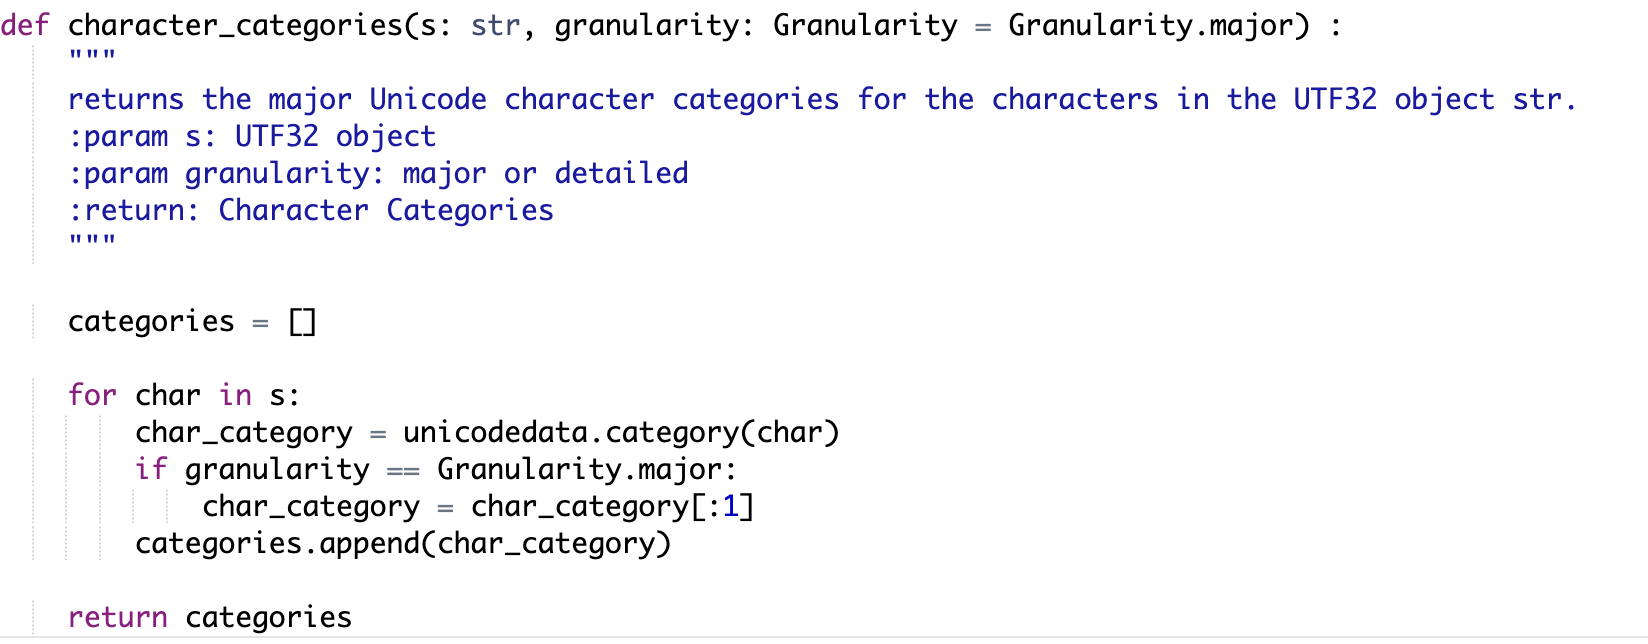 def character_categories(s: str, granularity: Granularity = Granularity.major) :
    """
    returns the major Unicode character categories for the characters in the UTF32 object str.
    :param s: UTF32 object
    :param granularity: major or detailed
    :return: Character Categories
    """
    categories = []
    for char in s:
        char_category = unicodedata.category(char)
        if granularity == Granularity.major:
            char_category = char_category[:1]
        categories.append(char_category)
    return categories